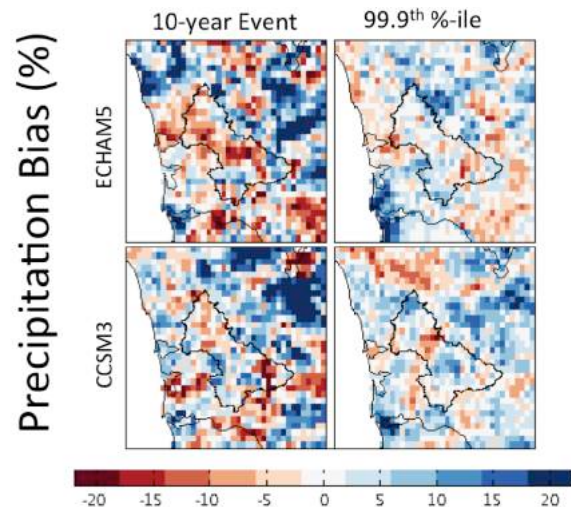 10-year Event 99.9th %-ile
Precipitation Bias (%)
ECHAM5
CCSM3
-20 -15 -10 -5 0 5 10 15 20